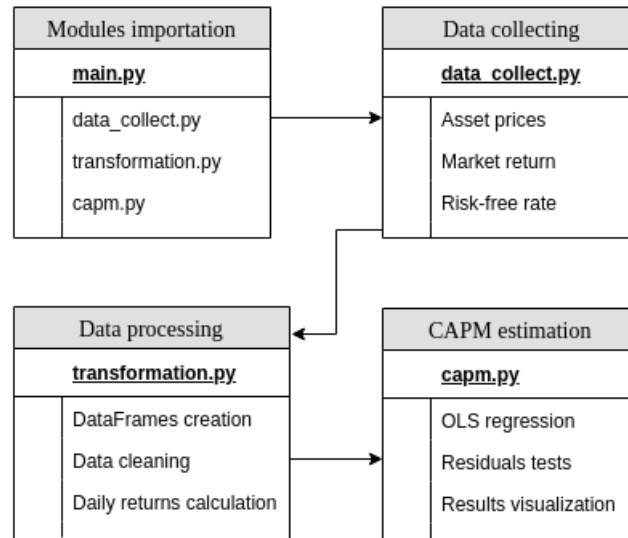 Modules importation
main.py
data_collect.py
transformation.py
capm.py
Data collecting
data_collect.py
Asset prices
Market return
Risk-free rate
Data processing
transformation.py
DataFrames creation
Data cleaning
Daily returns calculation
CAPM estimation
capm.py
OLS regression
Residuals tests
Results visualization